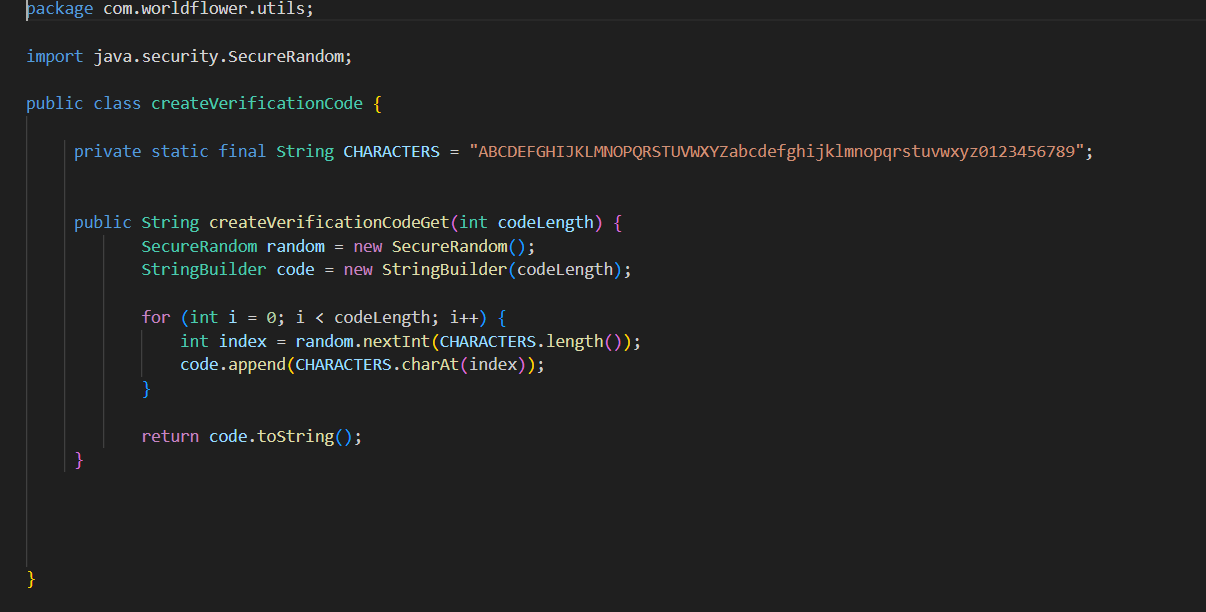 package com.worldflower.utils;
import java.security.SecureRandom;
public class createVerificationCode {
private static final String CHARACTERS = "ABCDEFGHIJKLMNOPQRSTUVWXYZabcdefghijklmnopqrstuvwxyz0123456789";
public String createVerificationCodeGet(int codeLength) {
SecureRandom random = new SecureRandom();
StringBuilder code = new StringBuilder(codeLength);
for (int i = 0; i < codeLength; i++) {
int index = random.nextInt(CHARACTERS.length());
code.append(CHARACTERS.charAt(index));
}
return code.toString();
}
}